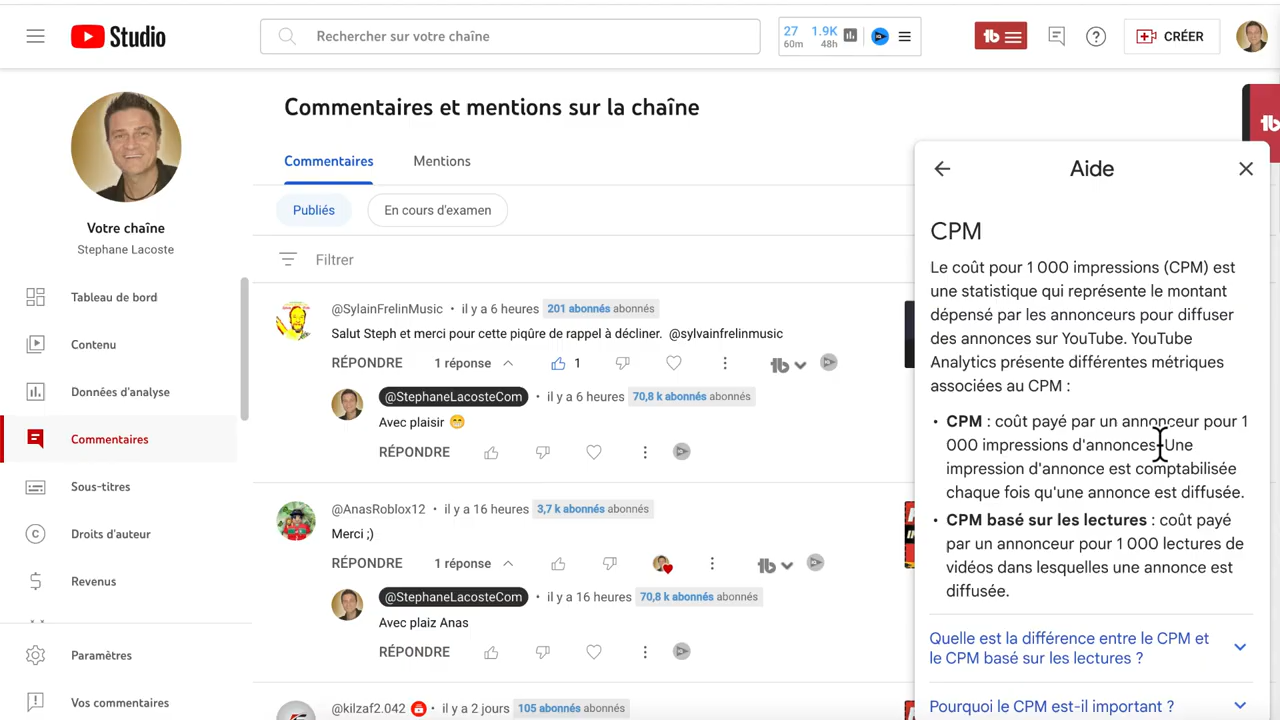 Studio
Rechercher sur votre chaîne
27
60m
1.9K
48h
CRÉER
Votre chaîne
Stephane Lacoste
Tableau de bord
Contenu
Données d'analyse
Commentaires
Sous-titres
Droits d'auteur
Revenus
Paramètres
Vos commentaires
Commentaires et mentions sur la chaîne
Commentaires
Mentions
Publiés
En cours d'examen
Filtrer
@SylainFrelinMusic • il y a 6 heures 201 abonnés abonnés
Salut Steph et merci pour cette piqûre de rappel à décliner. @sylvainfrelinmusic
RÉPONDRE 1 réponse 1
@StephaneLacosteCom • il y a 6 heures 70,8 k abonnés abonnés
Avec plaisir 😁
RÉPONDRE
@AnasRoblox12 • il y a 16 heures 3,7 k abonnés abonnés
Merci ;)
RÉPONDRE 1 réponse
@StephaneLacosteCom • il y a 16 heures 70,8 k abonnés abonnés
Avec plaiz Anas
RÉPONDRE
@kilzaf2.042 • il y a 2 jours 105 abonnés abonnés
Aide
CPM
Le coût pour 1 000 impressions (CPM) est
une statistique qui représente le montant
dépensé par les annonceurs pour diffuser
des annonces sur YouTube. YouTube
Analytics présente différentes métriques
associées au CPM :
• CPM : coût payé par un annonceur pour 1
000 impressions d'annonces. Une
impression d'annonce est comptabilisée
chaque fois qu'une annonce est diffusée.
• CPM basé sur les lectures : coût payé
par un annonceur pour 1 000 lectures de
vidéos dans lesquelles une annonce est
diffusée.
Quelle est la différence entre le CPM et
le CPM basé sur les lectures ?
Pourquoi le CPM est-il important ?